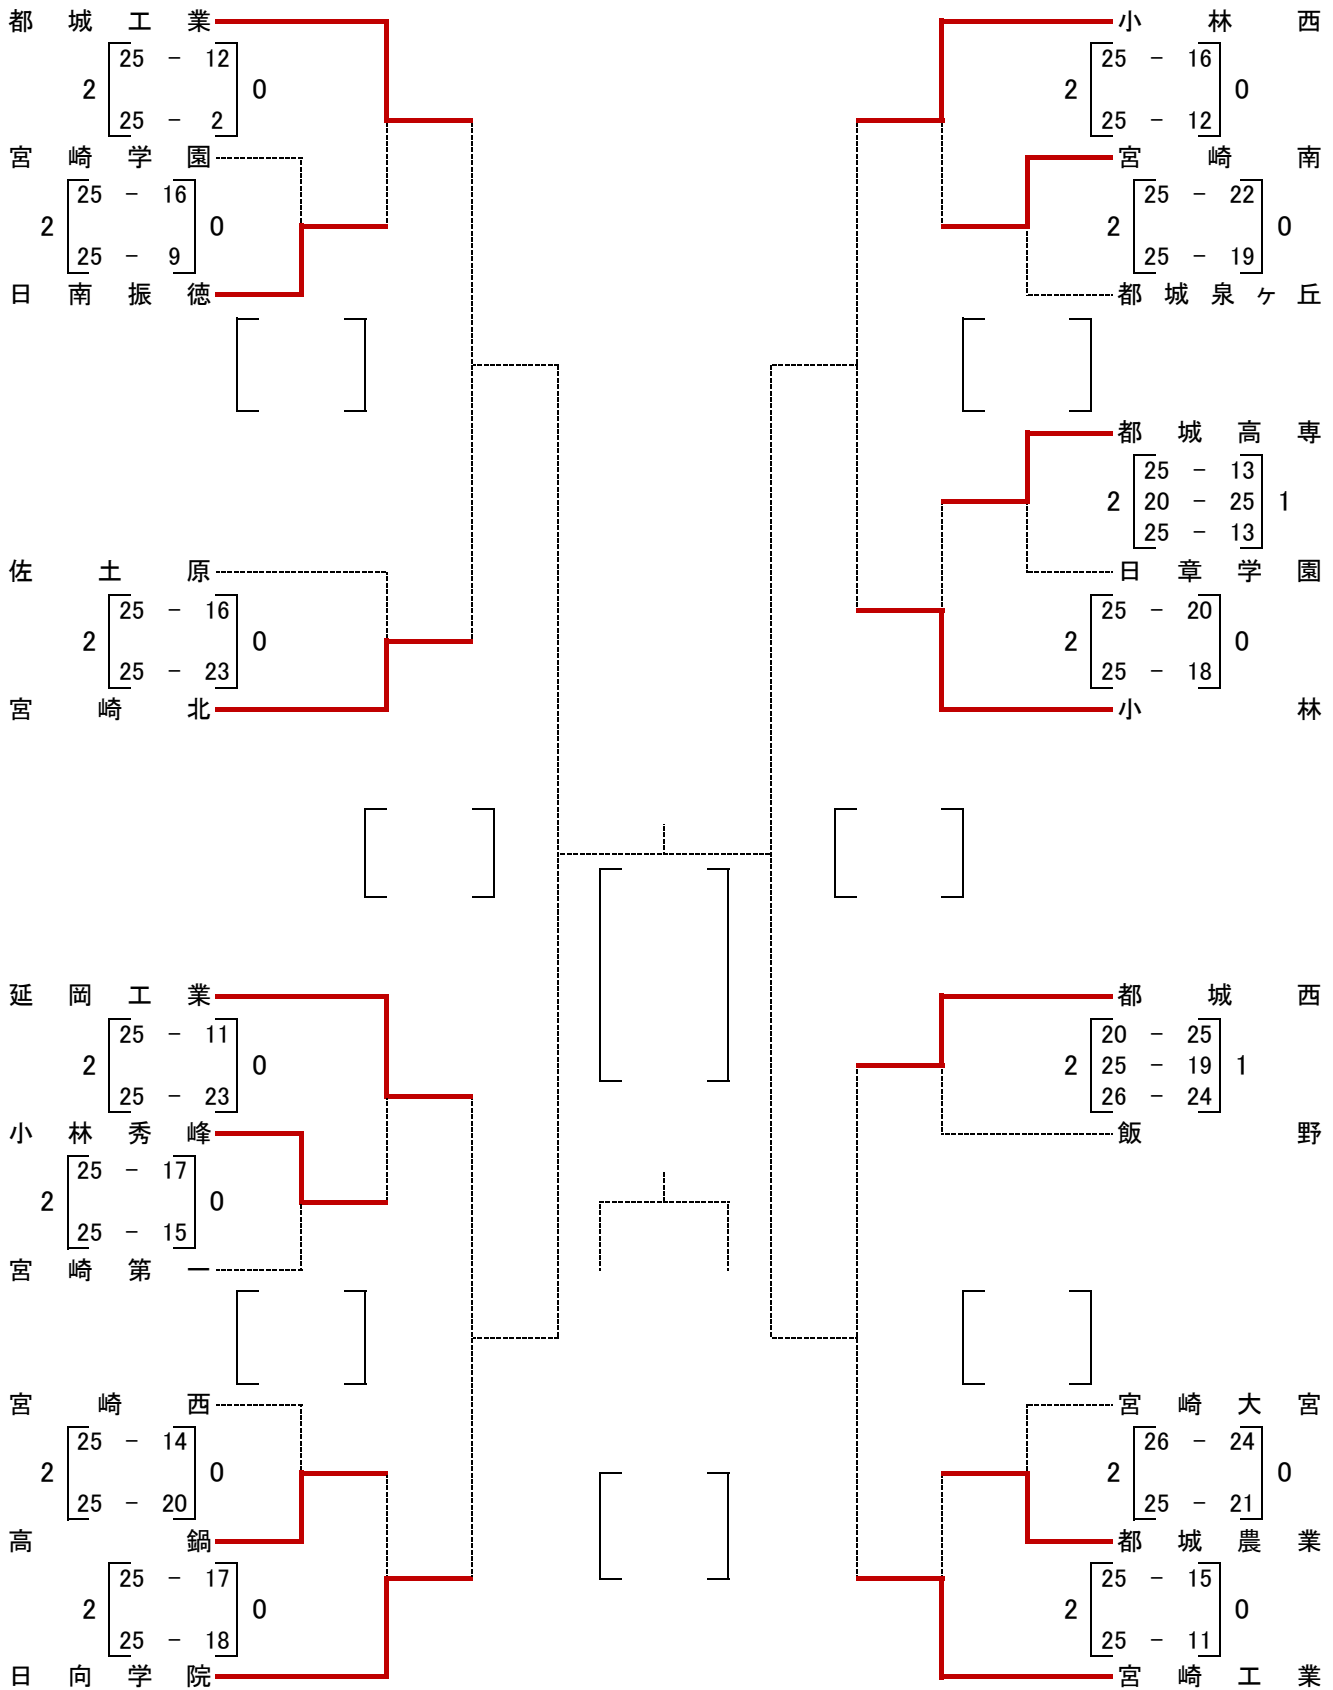 都城工業
25 － 12
2 0
25 － 2
宮崎学園
25 － 16
2 0
25 － 9
日南振徳
佐土原
25 － 16
2 0
25 － 23
宮崎北
延岡工業
25 － 11
2 0
25 － 23
小林秀峰
25 － 17
2 0
25 － 15
宮崎第一
宮崎西
25 － 14
2 0
25 － 20
高鍋
25 － 17
2 0
25 － 18
日向学院
小林西
25 － 16
2 0
25 － 12
宮崎南
25 － 22
2 0
25 － 19
都城泉ヶ丘
都城高専
25 － 13
2 20 － 25 1
25 － 13
日章学園
25 － 20
2 0
25 － 18
小林
都城西
20 － 25
2 25 － 19 1
26 － 24
飯野
宮崎大宮
26 － 24
2 0
25 － 21
都城農業
25 － 15
2 0
25 － 11
宮崎工業